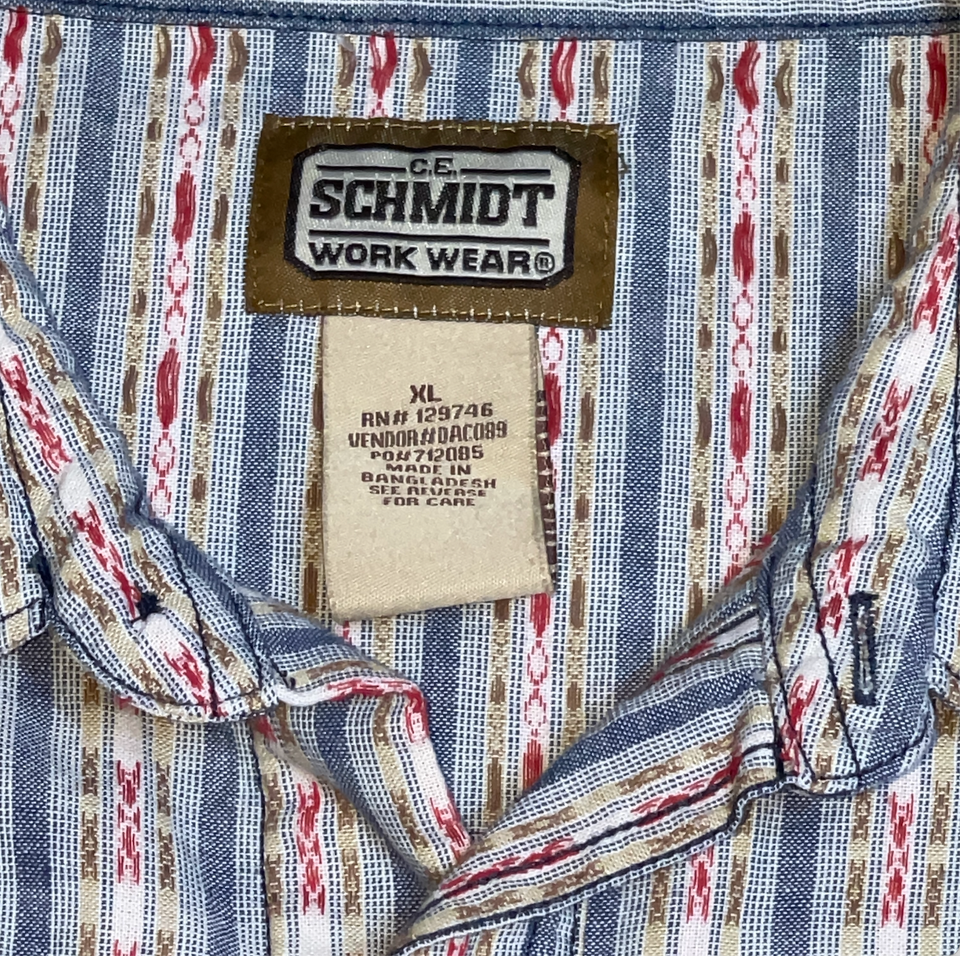 C.E.
SCHMIDT
WORK WEAR®
XL
RN# 129746
VENDOR#DAC089
PO#712085
MADE IN
BANGLADESH
SEE REVERSE
FOR CARE